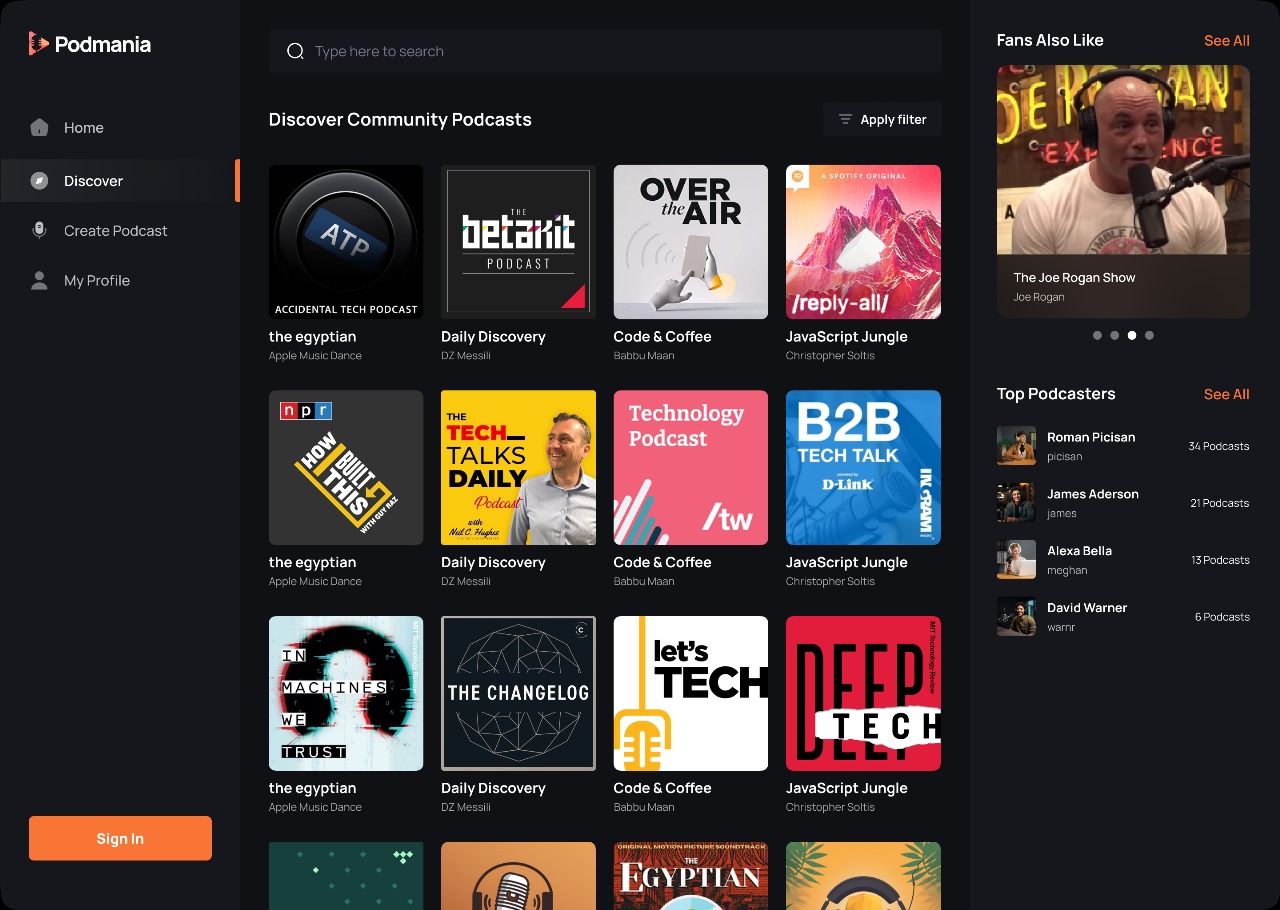 Podmania
Home
Discover
Create Podcast
My Profile
Sign In
Type here to search
Discover Community Podcasts
Apply filter
ATP
ACCIDENTAL TECH PODCAST
the egyptian
Apple Music Dance
THE
betakit
PODCAST
Daily Discovery
DZ Messili
OVER
the AIR
Code & Coffee
Babbu Maan
A SPOTIFY ORIGINAL
/reply-all/
JavaScript Jungle
Christopher Soltis
npr
HOW
I BUILT
THIS
WITH GUY RAZ
the egyptian
Apple Music Dance
THE
TECH
TALKS
DAILY
Podcast
with
Neil C. Hughes
Daily Discovery
DZ Messili
Technology
Podcast
/tw
Code & Coffee
Babbu Maan
B2B
TECH TALK
powered by
D-Link
INGRAM
JavaScript Jungle
Christopher Soltis
MIT Technology Review
IN
MACHINES
WE
TRUST
the egyptian
Apple Music Dance
THE CHANGELOG
Daily Discovery
DZ Messili
let's
TECH
Code & Coffee
Babbu Maan
MIT Technology Review
DEEP
TECH
JavaScript Jungle
Christopher Soltis
ORIGINAL MOTION PICTURE SOUNDTRACK
THE
EGYPTIAN
Fans Also Like
See All
JOE ROGAN
EXPERIENCE
The Joe Rogan Show
Joe Rogan
Top Podcasters
See All
Roman Picisan
picisan
34 Podcasts
James Aderson
james
21 Podcasts
Alexa Bella
meghan
13 Podcasts
David Warner
warnr
6 Podcasts